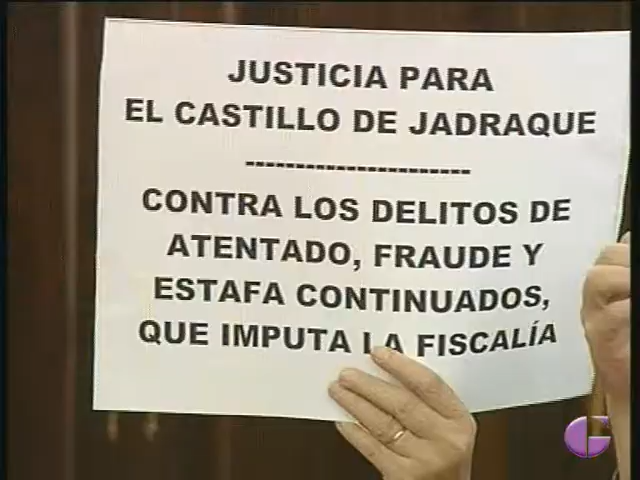 JUSTICIA PARA
EL CASTILLO DE JADRAQUE
----------------------
CONTRA LOS DELITOS DE
ATENTADO, FRAUDE Y
ESTAFA CONTINUADOS,
QUE IMPUTA LA FISCALÍA
G